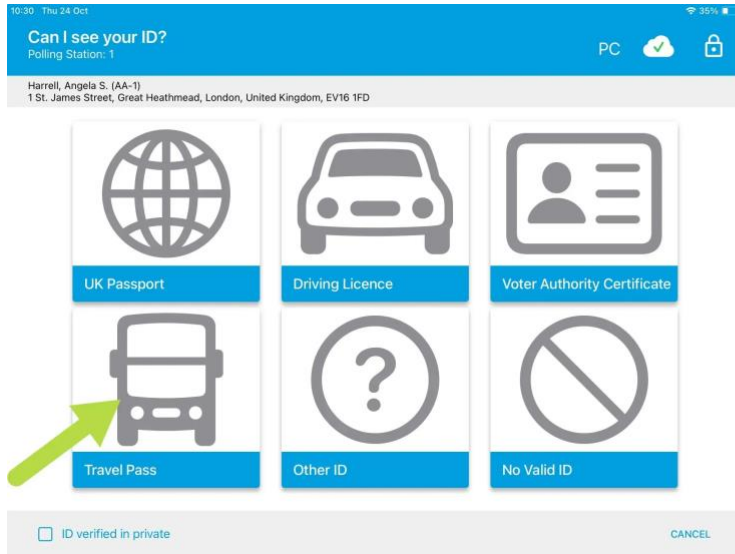 10:30 Thu 24 Oct
35%
Can I see your ID?
Polling Station: 1
PC
Harrell, Angela S. (AA-1)
1 St. James Street, Great Heathmead, London, United Kingdom, EV16 1FD
UK Passport
Driving Licence
Voter Authority Certificate
?
Travel Pass
Other ID
No Valid ID
ID verified in private
CANCEL